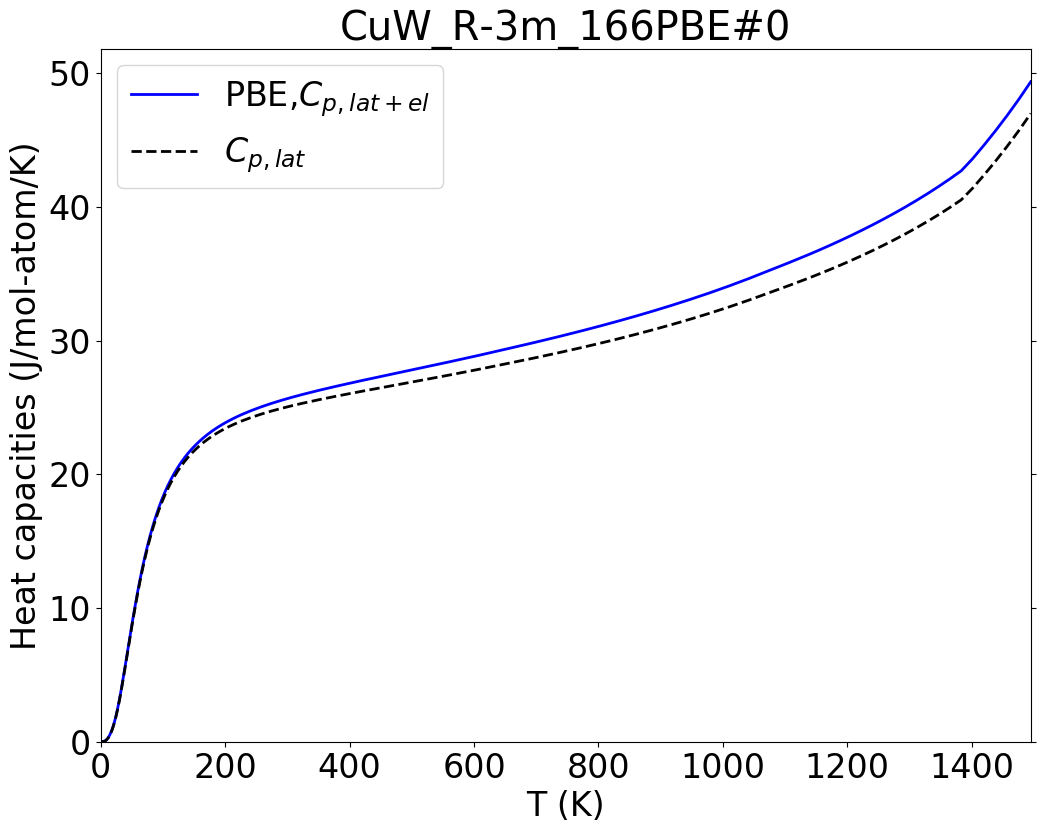 CuW_R-3m_166PBE#0
PBE,C_{p, lat+el}
C_{p, lat}
Heat capacities (J/mol-atom/K)
50
40
30
20
10
0
0 200 400 600 800 1000 1200 1400
T (K)